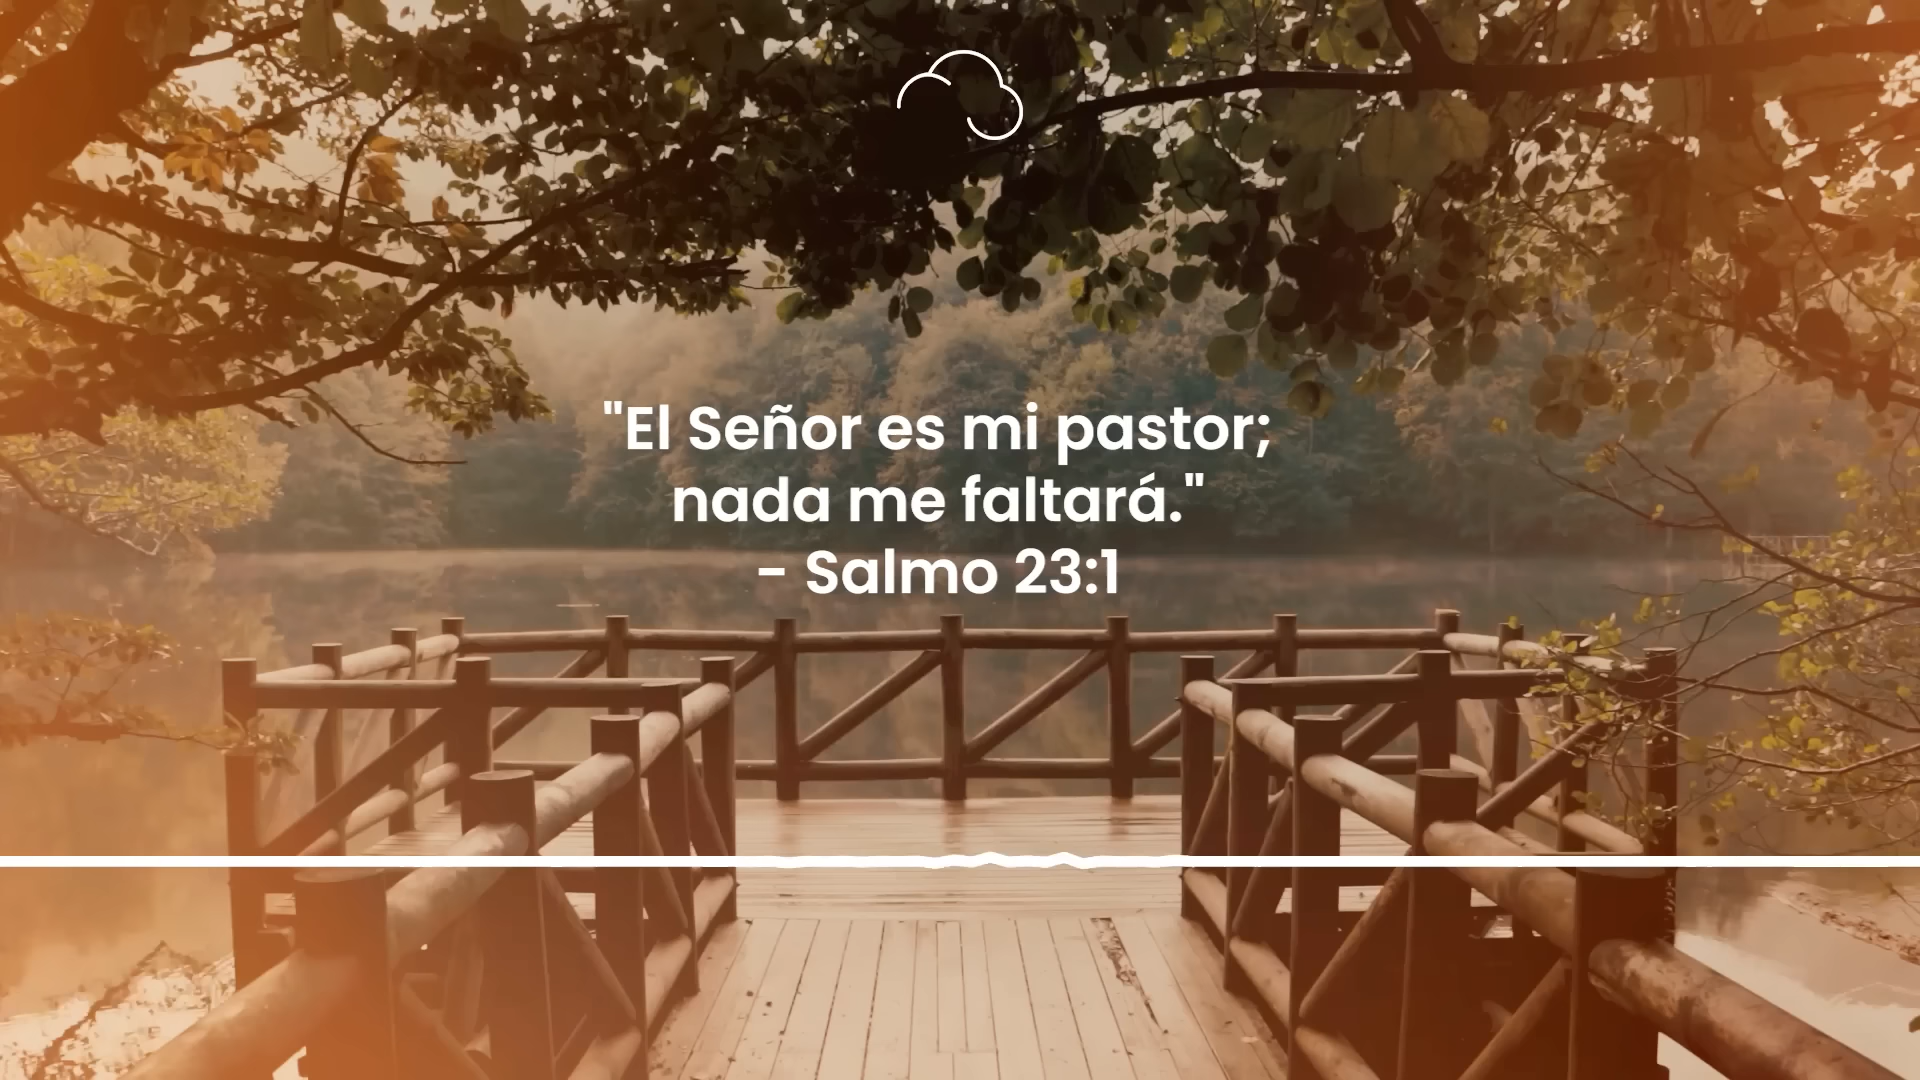 "El Señor es mi pastor;
nada me faltará."
- Salmo 23:1